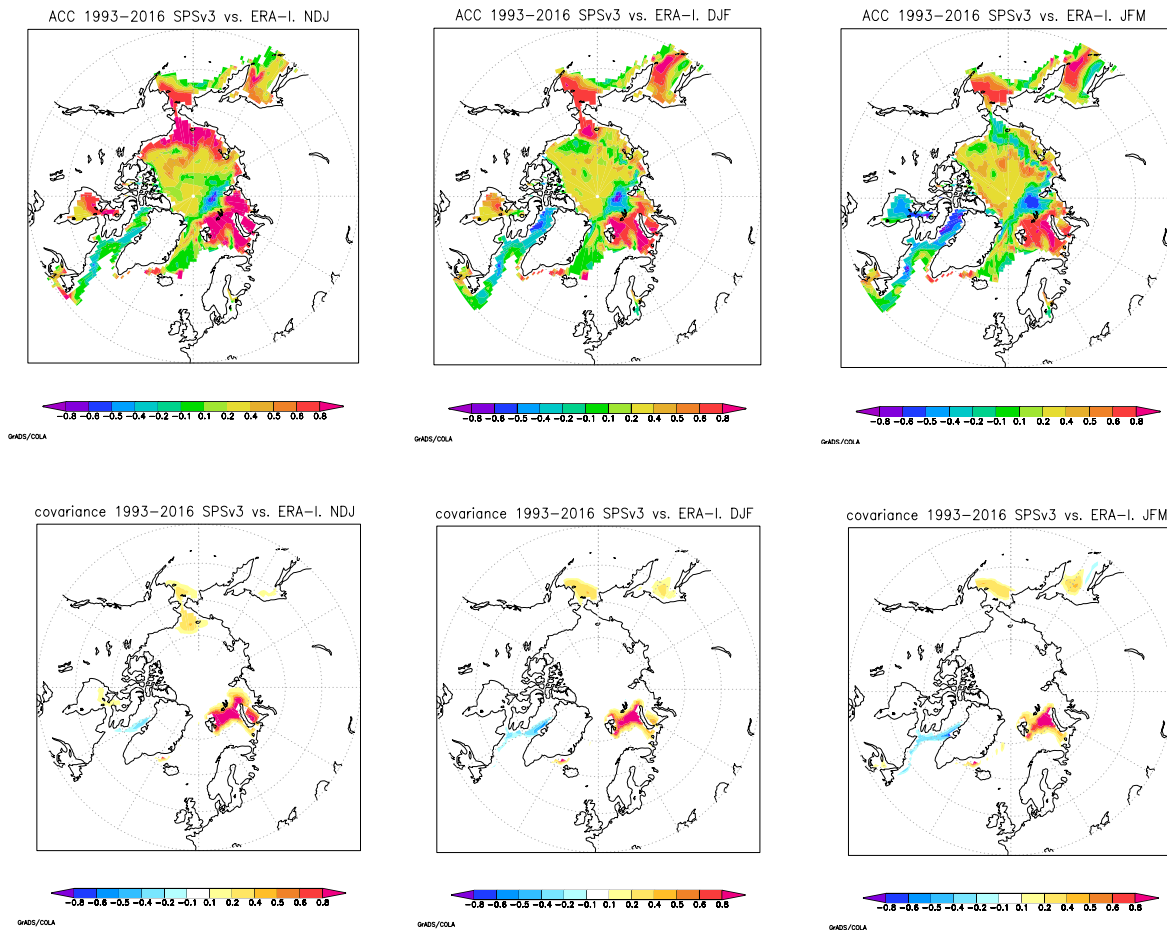 ACC 1993-2016 SPSv3 vs. ERA-I. NDJ
ACC 1993-2016 SPSv3 vs. ERA-I. DJF
ACC 1993-2016 SPSv3 vs. ERA-I. JFM
-0.8 -0.6 -0.5 -0.4 -0.2 -0.1 0.1 0.2 0.4 0.5 0.6 0.8
-0.8 -0.6 -0.5 -0.4 -0.2 -0.1 0.1 0.2 0.4 0.5 0.6 0.8
-0.8 -0.6 -0.5 -0.4 -0.2 -0.1 0.1 0.2 0.4 0.5 0.6 0.8
GrADS/COLA
GrADS/COLA
GrADS/COLA
covariance 1993-2016 SPSv3 vs. ERA-I. NDJ
covariance 1993-2016 SPSv3 vs. ERA-I. DJF
covariance 1993-2016 SPSv3 vs. ERA-I. JFM
-0.8 -0.6 -0.5 -0.4 -0.2 -0.1 0.1 0.2 0.4 0.5 0.6 0.8
-0.8 -0.6 -0.5 -0.4 -0.2 -0.1 0.1 0.2 0.4 0.5 0.6 0.8
-0.8 -0.6 -0.5 -0.4 -0.2 -0.1 0.1 0.2 0.4 0.5 0.6 0.8
GrADS/COLA
GrADS/COLA
GrADS/COLA